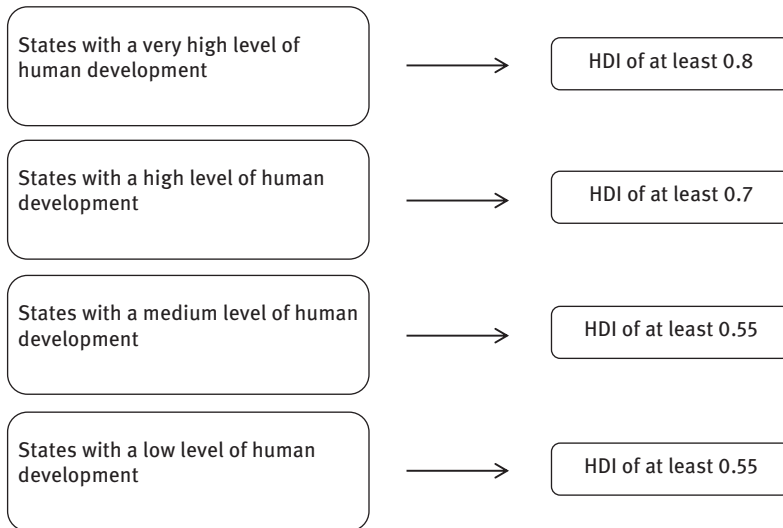 States with a very high level of
human development
HDI of at least 0.8
States with a high level of human
development
HDI of at least 0.7
States with a medium level of human
development
HDI of at least 0.55
States with a low level of human
development
HDI of at least 0.55